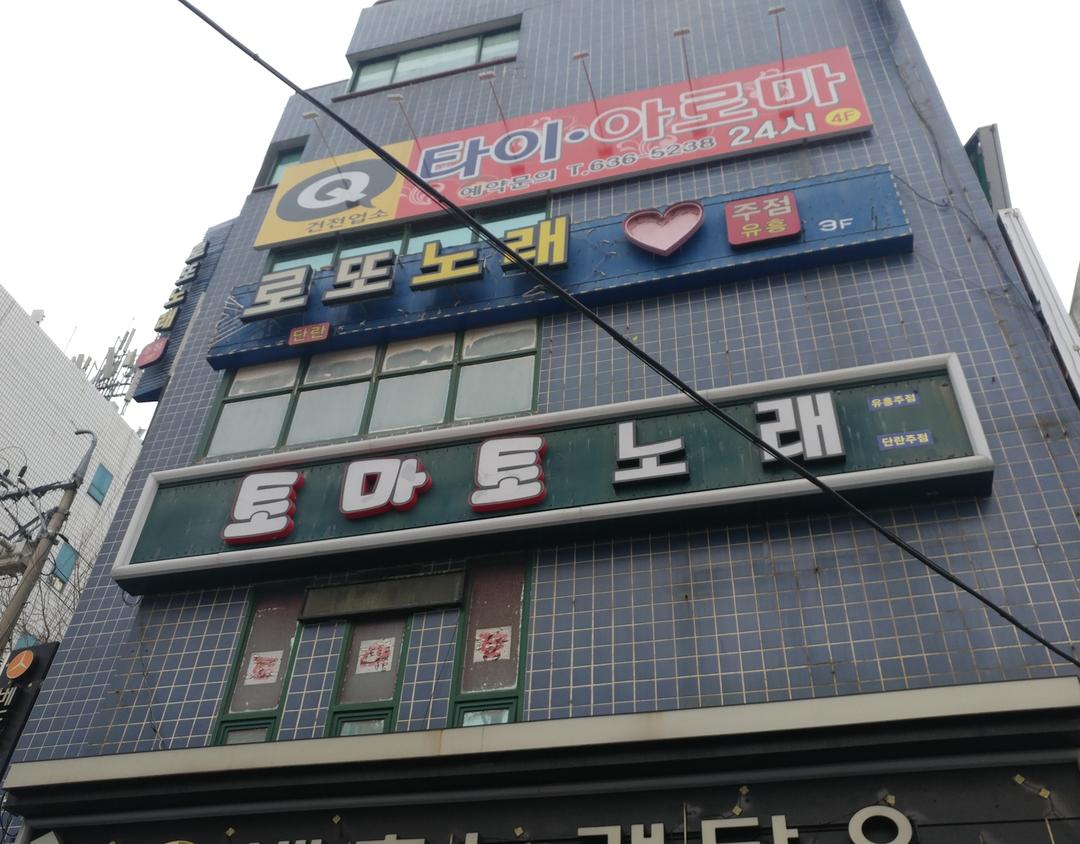 Q
건전업소
타이·아로마
예약문의 T.636-5238 24시 4F
로또노래
주점
유흥
3F
단란
토마토노래
유흥주점
단란주점